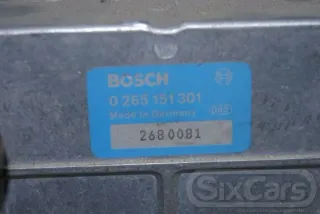 BOSCH
0 265 151 301
Made in Germany
2680081
SixCars